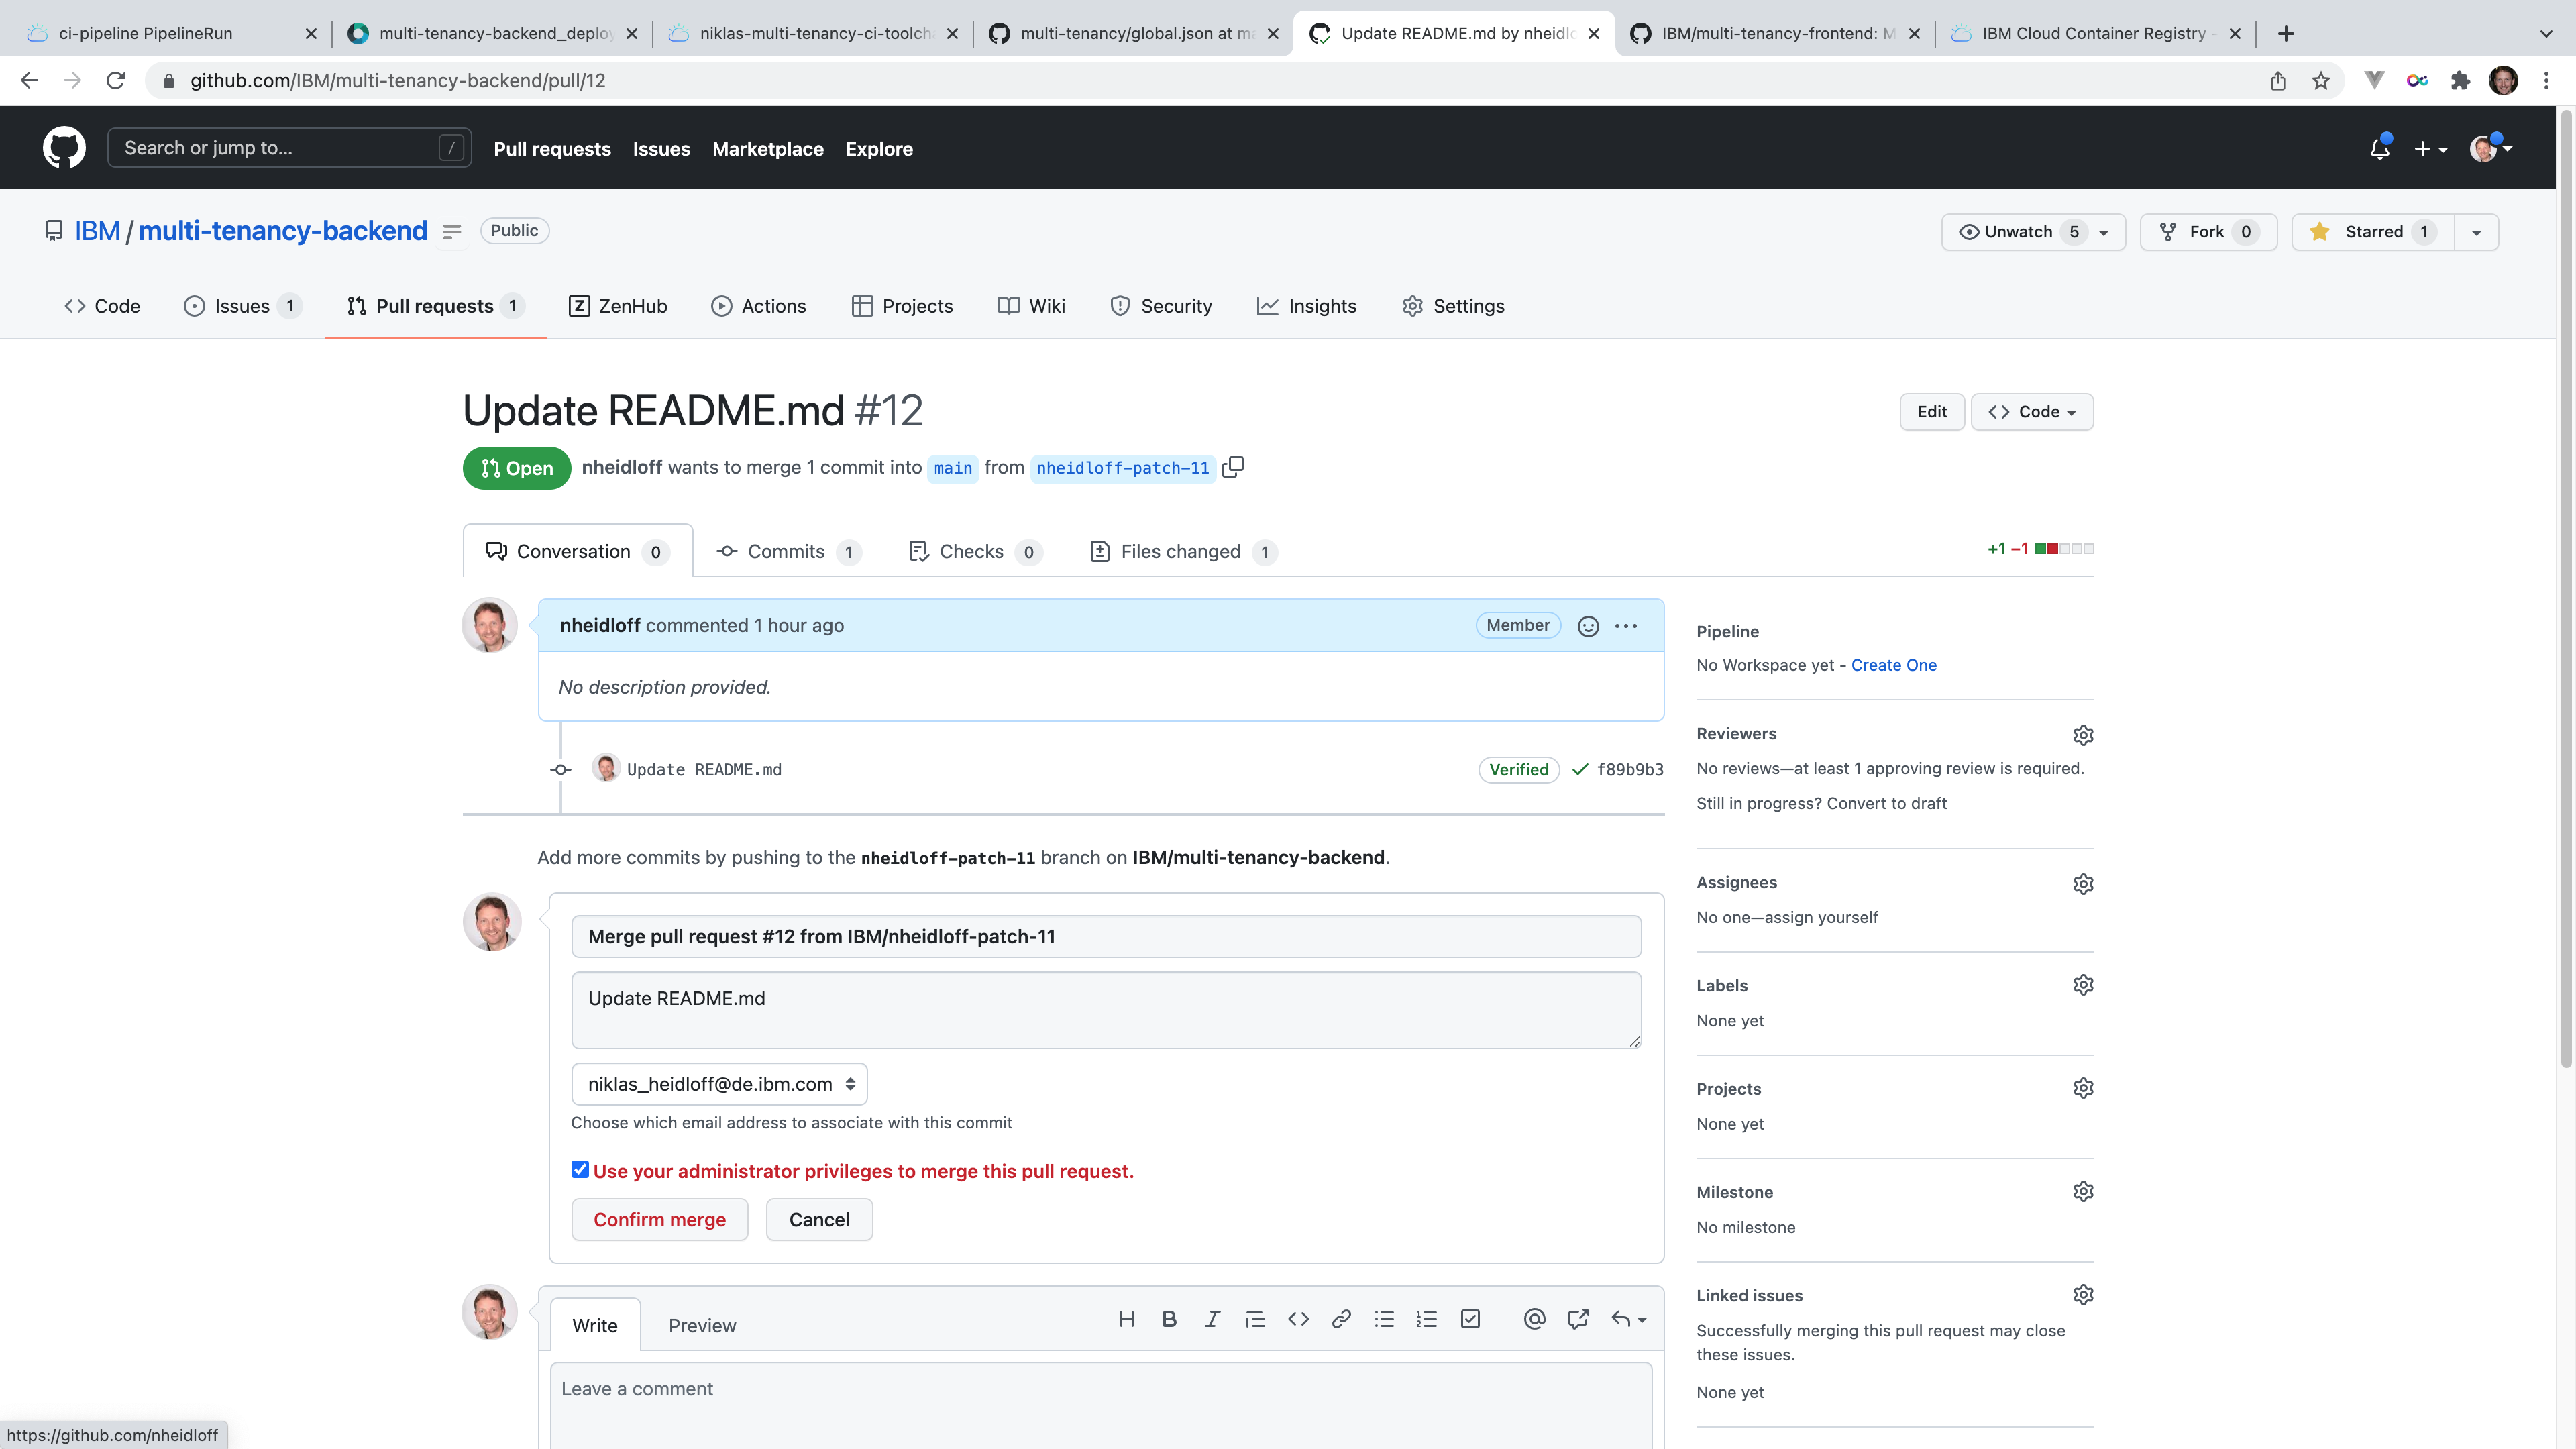 ci-pipeline PipelineRun
multi-tenancy-backend_deploy
niklas-multi-tenancy-ci-toolcha
multi-tenancy/global.json at ma
Update README.md by nheidlo
IBM/multi-tenancy-frontend: M
IBM Cloud Container Registry -
github.com/IBM/multi-tenancy-backend/pull/12
Search or jump to...
/
Pull requests
Issues
Marketplace
Explore
IBM / multi-tenancy-backend
Public
Unwatch 5
Fork 0
Starred 1
Code
Issues 1
Pull requests 1
ZenHub
Actions
Projects
Wiki
Security
Insights
Settings
Update README.md #12
Edit
Code
Open
nheidloff wants to merge 1 commit into main from nheidloff-patch-11
Conversation 0
Commits 1
Checks 0
Files changed 1
+1 −1
nheidloff commented 1 hour ago
Member
No description provided.
Update README.md
Verified
f89b9b3
Add more commits by pushing to the nheidloff-patch-11 branch on IBM/multi-tenancy-backend.
Merge pull request #12 from IBM/nheidloff-patch-11
Update README.md
niklas_heidloff@de.ibm.com
Choose which email address to associate with this commit
Use your administrator privileges to merge this pull request.
Confirm merge
Cancel
Write
Preview
Leave a comment
Pipeline
No Workspace yet - Create One
Reviewers
No reviews—at least 1 approving review is required.
Still in progress? Convert to draft
Assignees
No one—assign yourself
Labels
None yet
Projects
None yet
Milestone
No milestone
Linked issues
Successfully merging this pull request may close
these issues.
None yet
https://github.com/nheidloff